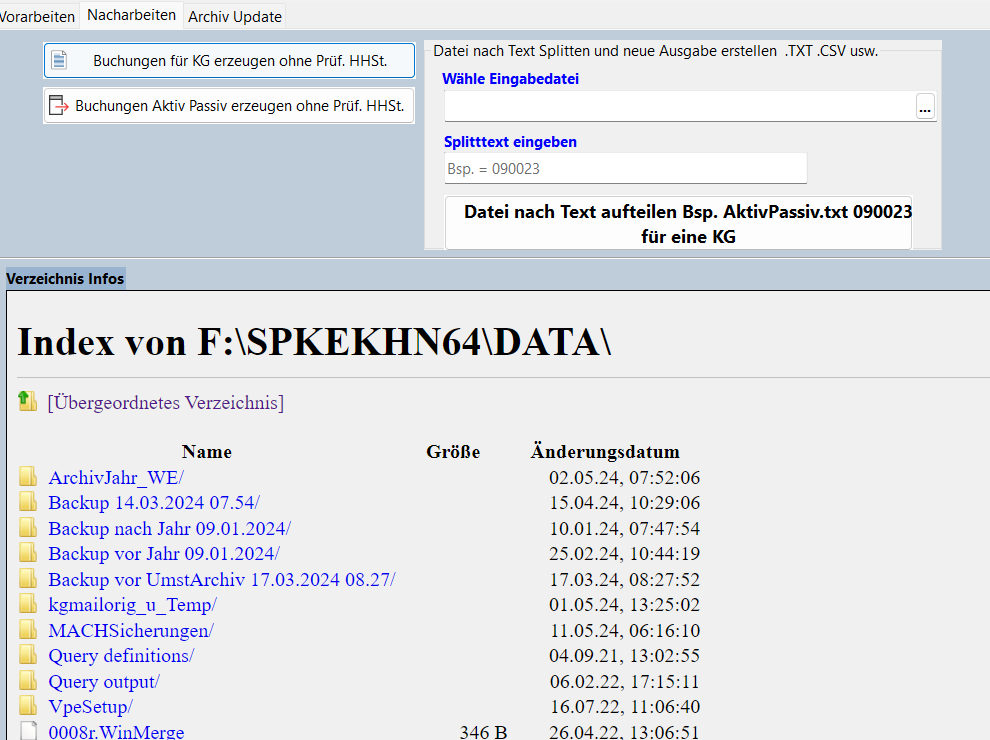 Vorarbeiten Nacharbeiten Archiv Update
Buchungen für KG erzeugen ohne Prüf. HHSt.
Buchungen Aktiv Passiv erzeugen ohne Prüf. HHSt.
Datei nach Text Splitten und neue Ausgabe erstellen .TXT .CSV usw.
Wähle Eingabedatei
...
Splitttext eingeben
Bsp. = 090023
Datei nach Text aufteilen Bsp. AktivPassiv.txt 090023
für eine KG
Verzeichnis Infos
Index von F:\SPKEKHN64\DATA\
[Übergeordnetes Verzeichnis]
Name Größe Änderungsdatum
ArchivJahr_WE/ 02.05.24, 07:52:06
Backup 14.03.2024 07.54/ 15.04.24, 10:29:06
Backup nach Jahr 09.01.2024/ 10.01.24, 07:47:54
Backup vor Jahr 09.01.2024/ 25.02.24, 10:44:19
Backup vor UmstArchiv 17.03.2024 08.27/ 17.03.24, 08:27:52
kgmailorig_u_Temp/ 01.05.24, 13:25:02
MACHSicherungen/ 11.05.24, 06:16:10
Query definitions/ 04.09.21, 13:02:55
Query output/ 06.02.22, 17:15:11
VpeSetup/ 16.07.22, 11:06:40
0008r.WinMerge 346 B 26.04.22, 13:06:51